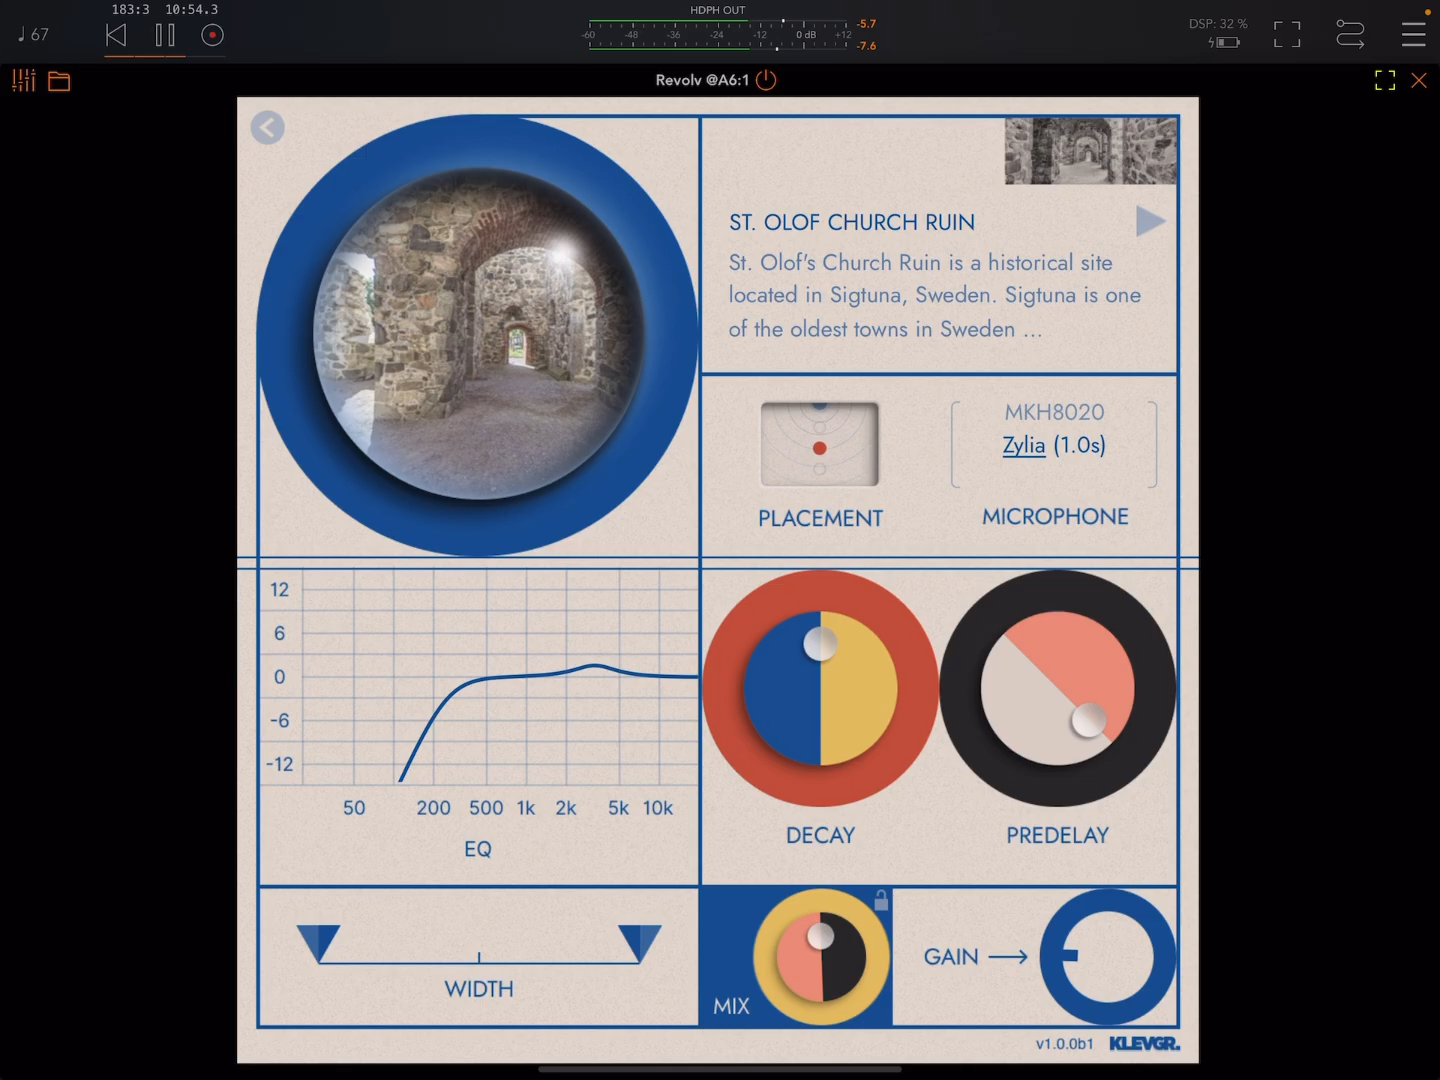 183:3 10:54.3
♩67
HDPH OUT
-60 -48 -36 -24 -12 0 dB +12
-5.7
-7.6
DSP: 32 %
Revolv @A6:1
ST. OLOF CHURCH RUIN
St. Olof's Church Ruin is a historical site
located in Sigtuna, Sweden. Sigtuna is one
of the oldest towns in Sweden ...
MKH8020
Zylia (1.0s)
PLACEMENT
MICROPHONE
12
6
0
-6
-12
50 200 500 1k 2k 5k 10k
EQ
DECAY
PREDELAY
WIDTH
MIX
GAIN →
v1.0.0b1 KLEVGR.